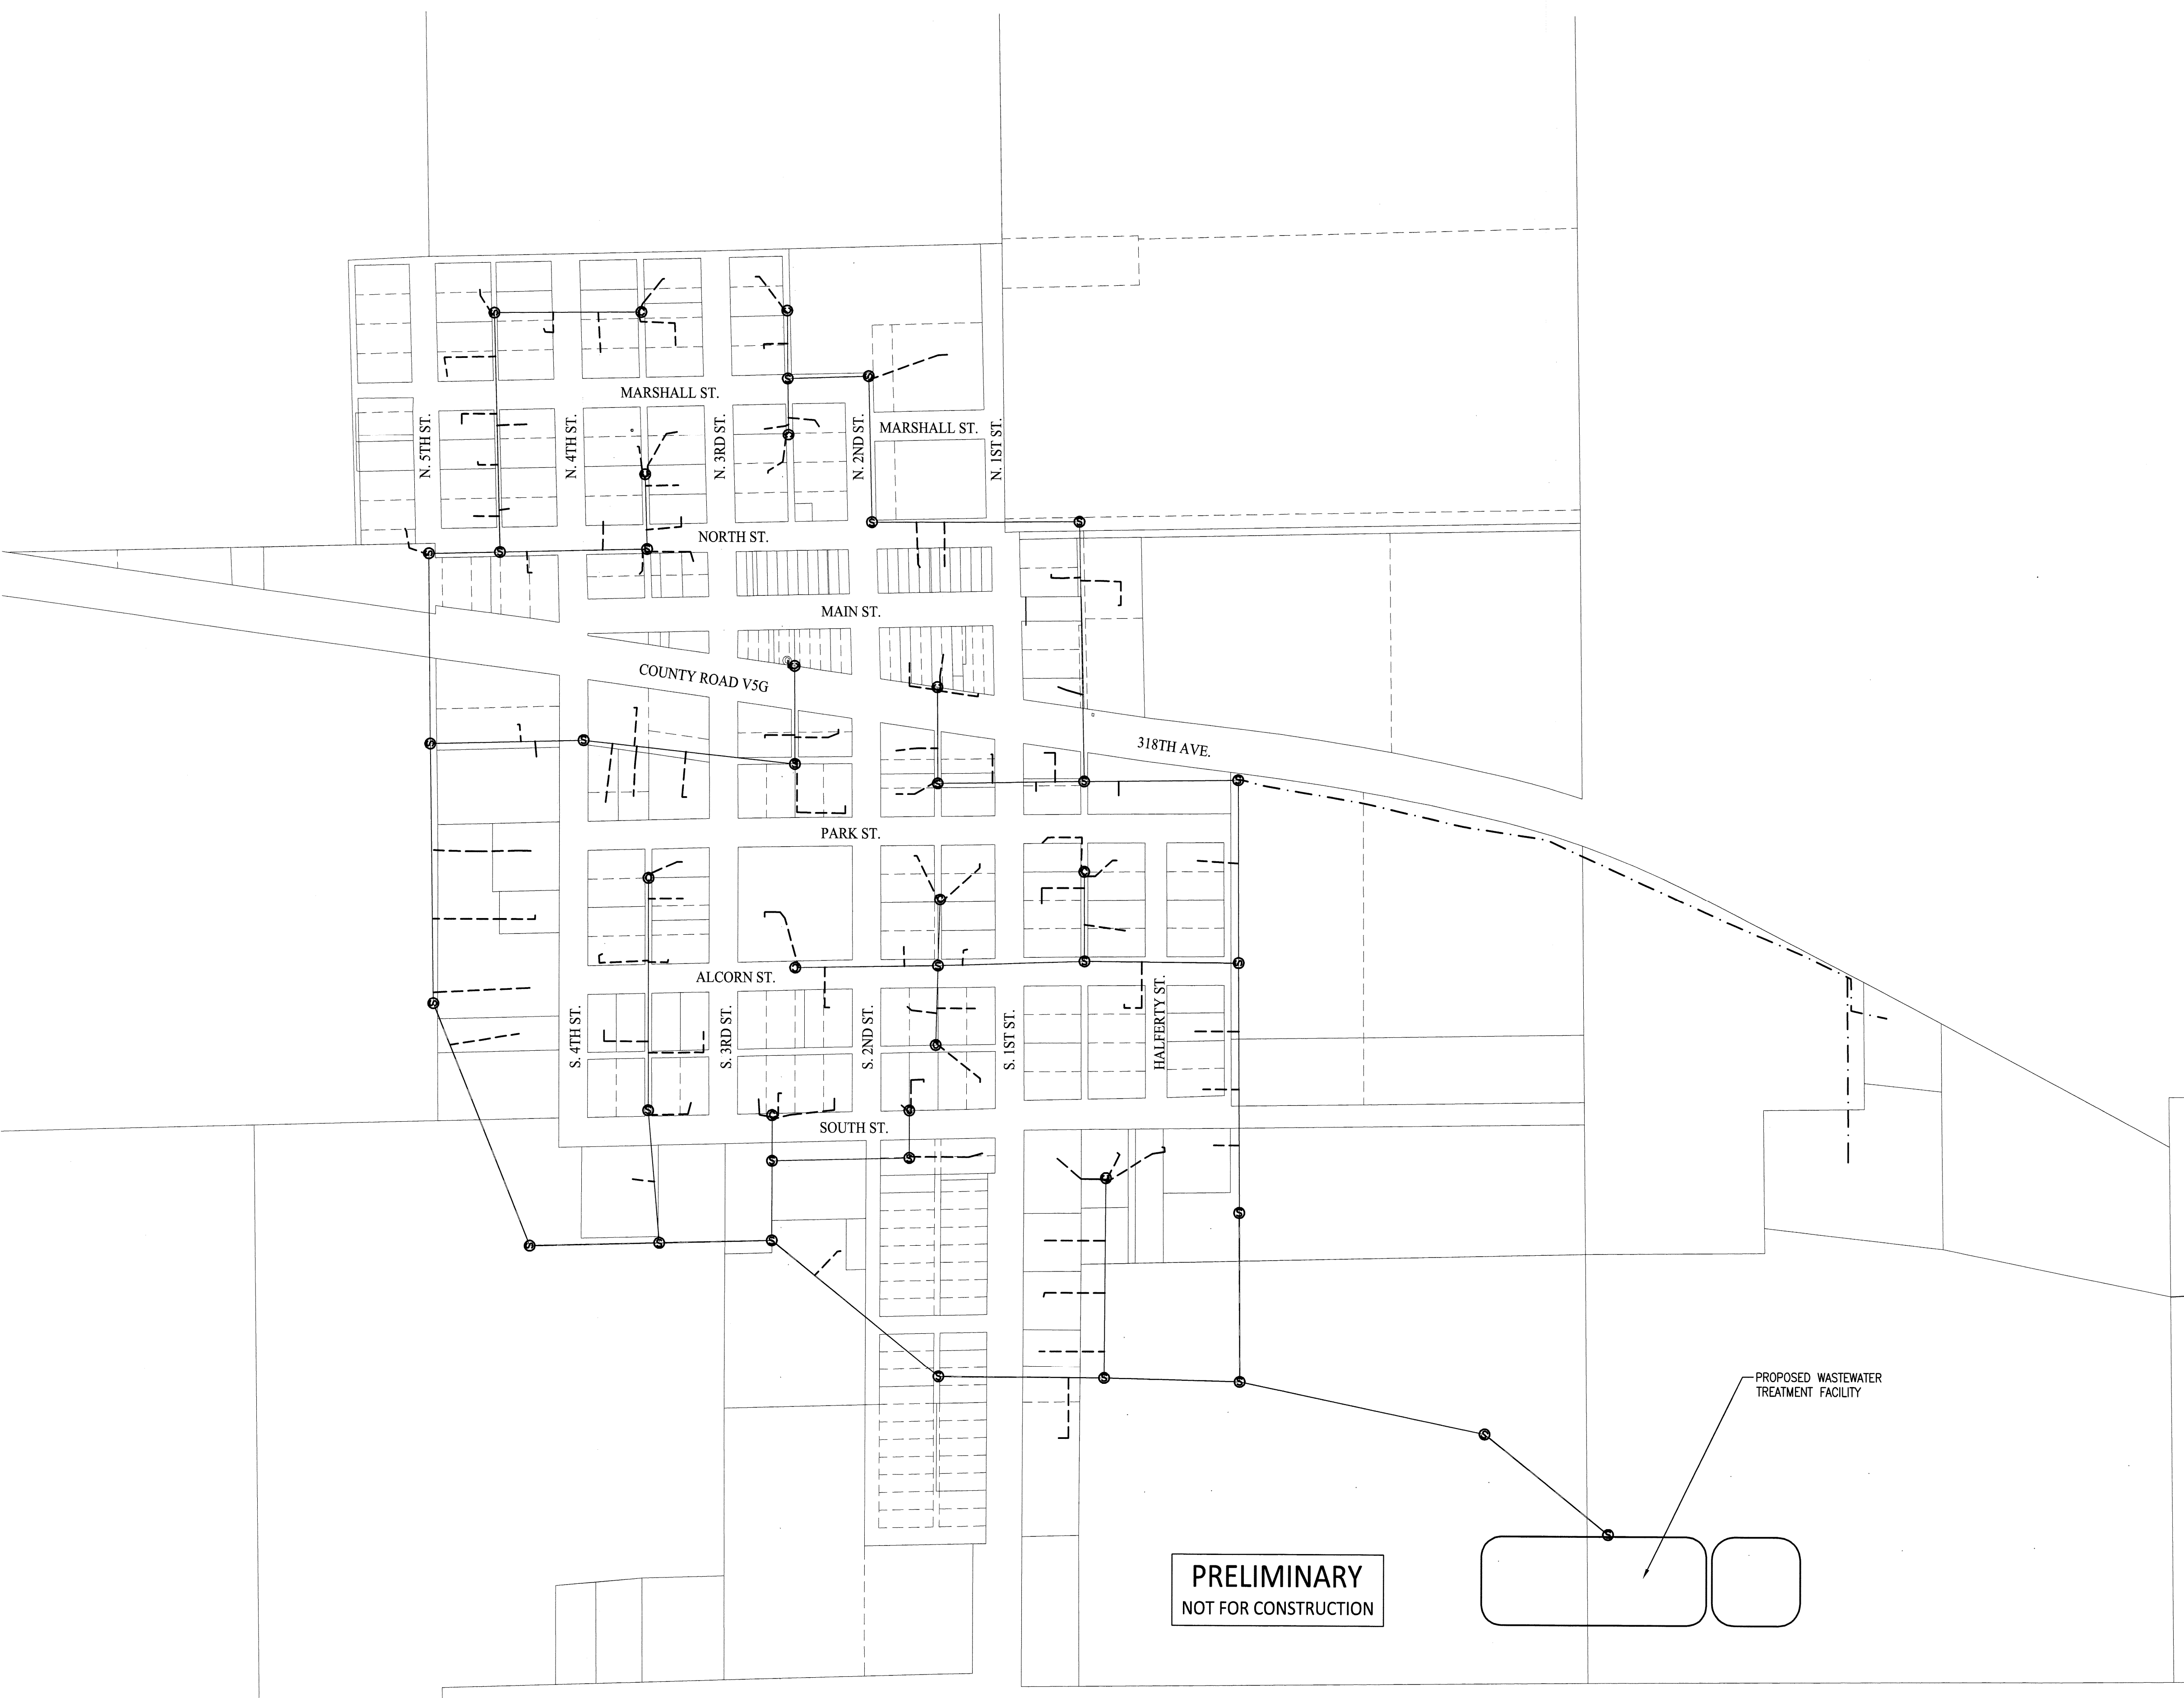 MARSHALL ST.
MARSHALL ST.
N. 5TH ST.
N. 4TH ST.
N. 3RD ST.
N. 2ND ST.
N. 1ST ST.
NORTH ST.
MAIN ST.
COUNTY ROAD V5G
318TH AVE.
PARK ST.
ALCORN ST.
S. 4TH ST.
S. 3RD ST.
S. 2ND ST.
S. 1ST ST.
HALFERTY ST.
SOUTH ST.
PROPOSED WASTEWATER
TREATMENT FACILITY
PRELIMINARY
NOT FOR CONSTRUCTION